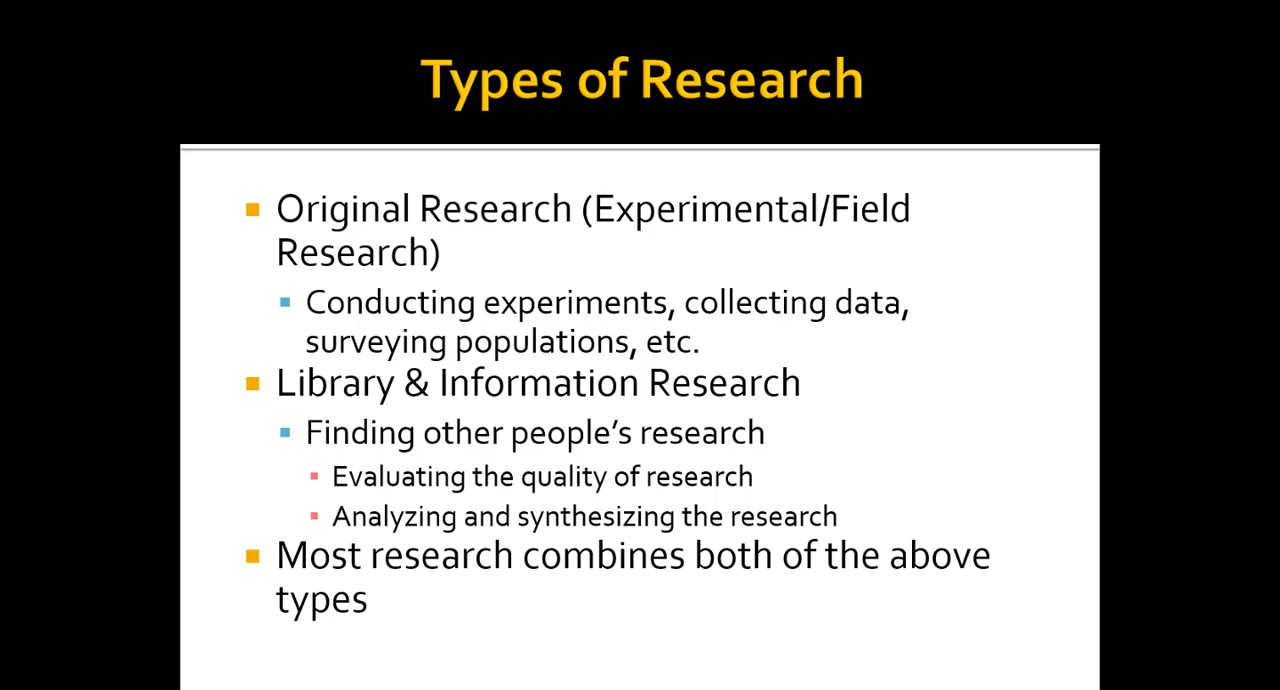 Types of Research
Original Research (Experimental/Field
Research)
Conducting experiments, collecting data,
surveying populations, etc.
Library & Information Research
Finding other people’s research
Evaluating the quality of research
Analyzing and synthesizing the research
Most research combines both of the above
types